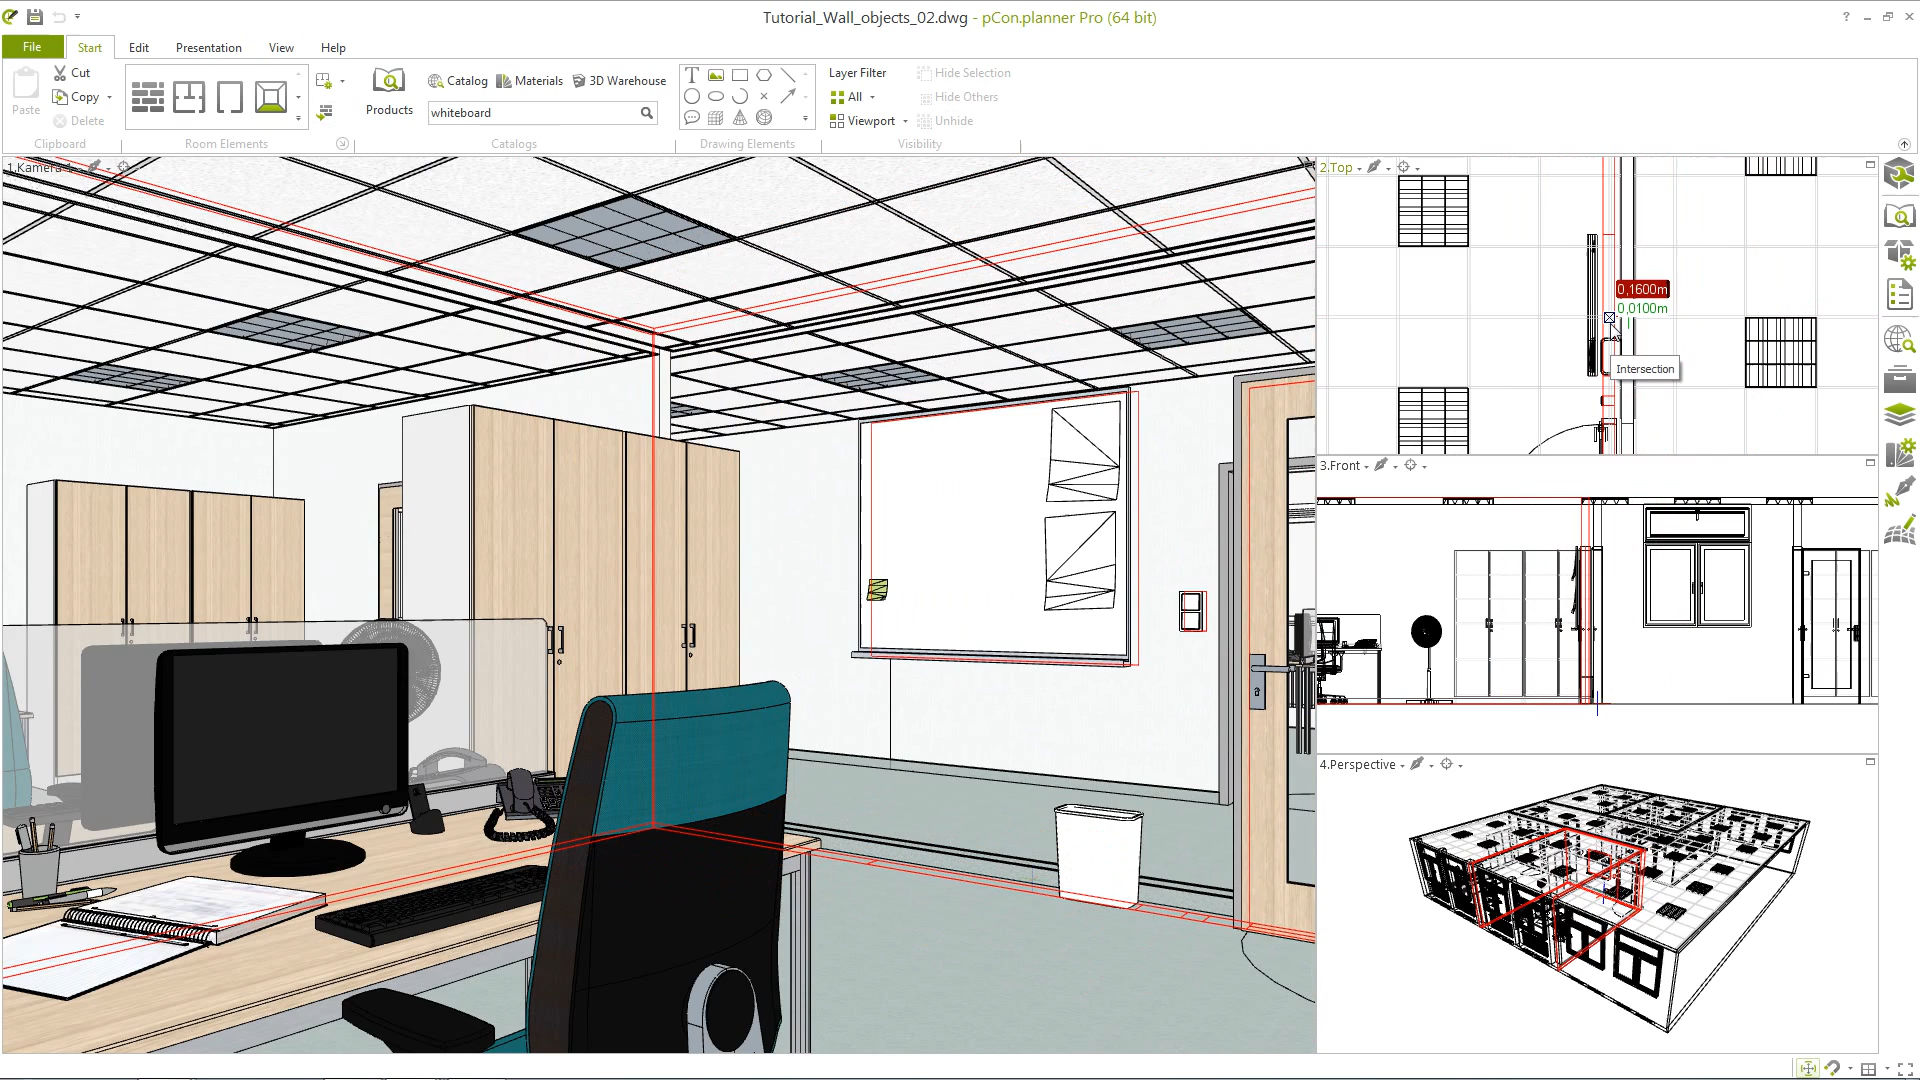 Tutorial_Wall_objects_02.dwg - pCon.planner Pro (64 bit)
File Start Edit Presentation View Help
Paste
Cut
Copy
Delete
Products
Catalog Materials 3D Warehouse
whiteboard
T
Layer Filter
All
Viewport
Hide Selection
Hide Others
Unhide
Clipboard Room Elements Catalogs Drawing Elements Visibility
1.Kamera
2.Top
0,1600m
0,0100m
Intersection
3.Front
4.Perspective